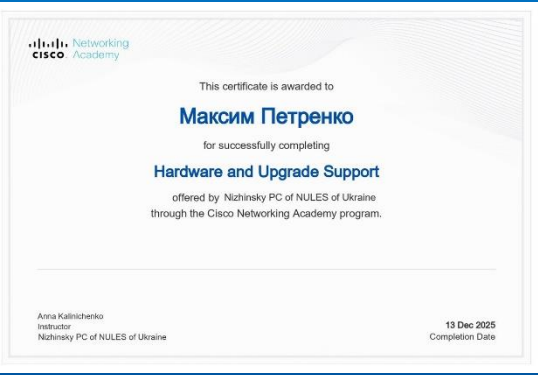 Networking
CISCO Academy
This certificate is awarded to
Максим Петренко
for successfully completing
Hardware and Upgrade Support
offered by Nizhinsky PC of NULES of Ukraine
through the Cisco Networking Academy program.
Anna Kalinichenko
Instructor
Nizhinsky PC of NULES of Ukraine
13 Dec 2025
Completion Date